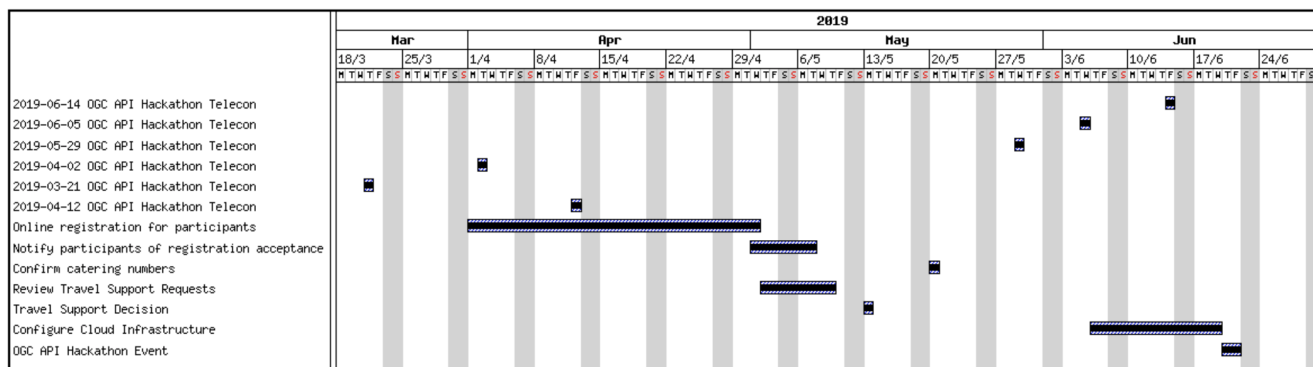 2019
Mar Apr May Jun
18/3 25/3 1/4 8/4 15/4 22/4 29/4 6/5 13/5 20/5 27/5 3/6 10/6 17/6 24/6
M T W T F S S M T W T F S S M T W T F S S M T W T F S S M T W T F S S M T W T F S S M T W T F S S M T W T F S S M T W T F S S M T W T F S S M T W T F S S M T W T F S S M T W T F S S M T W T F S S M T W T F S
2019-06-14 OGC API Hackathon Telecon
2019-06-05 OGC API Hackathon Telecon
2019-05-29 OGC API Hackathon Telecon
2019-04-02 OGC API Hackathon Telecon
2019-03-21 OGC API Hackathon Telecon
2019-04-12 OGC API Hackathon Telecon
Online registration for participants
Notify participants of registration acceptance
Confirm catering numbers
Review Travel Support Requests
Travel Support Decision
Configure Cloud Infrastructure
OGC API Hackathon Event